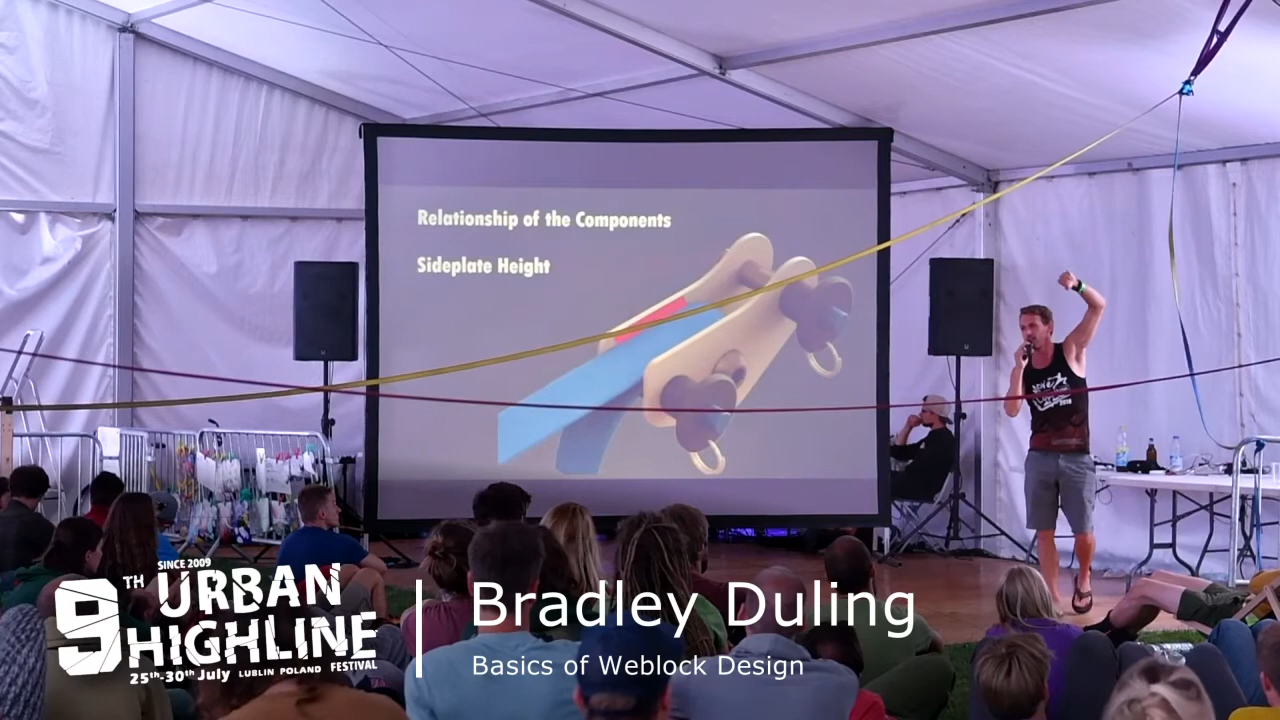 Relationship of the Components
Sideplate Height
SINCE 2009
9TH URBAN
HIGHLINE
25th-30th July LUBLIN POLAND FESTIVAL
Bradley Duling
Basics of Weblock Design